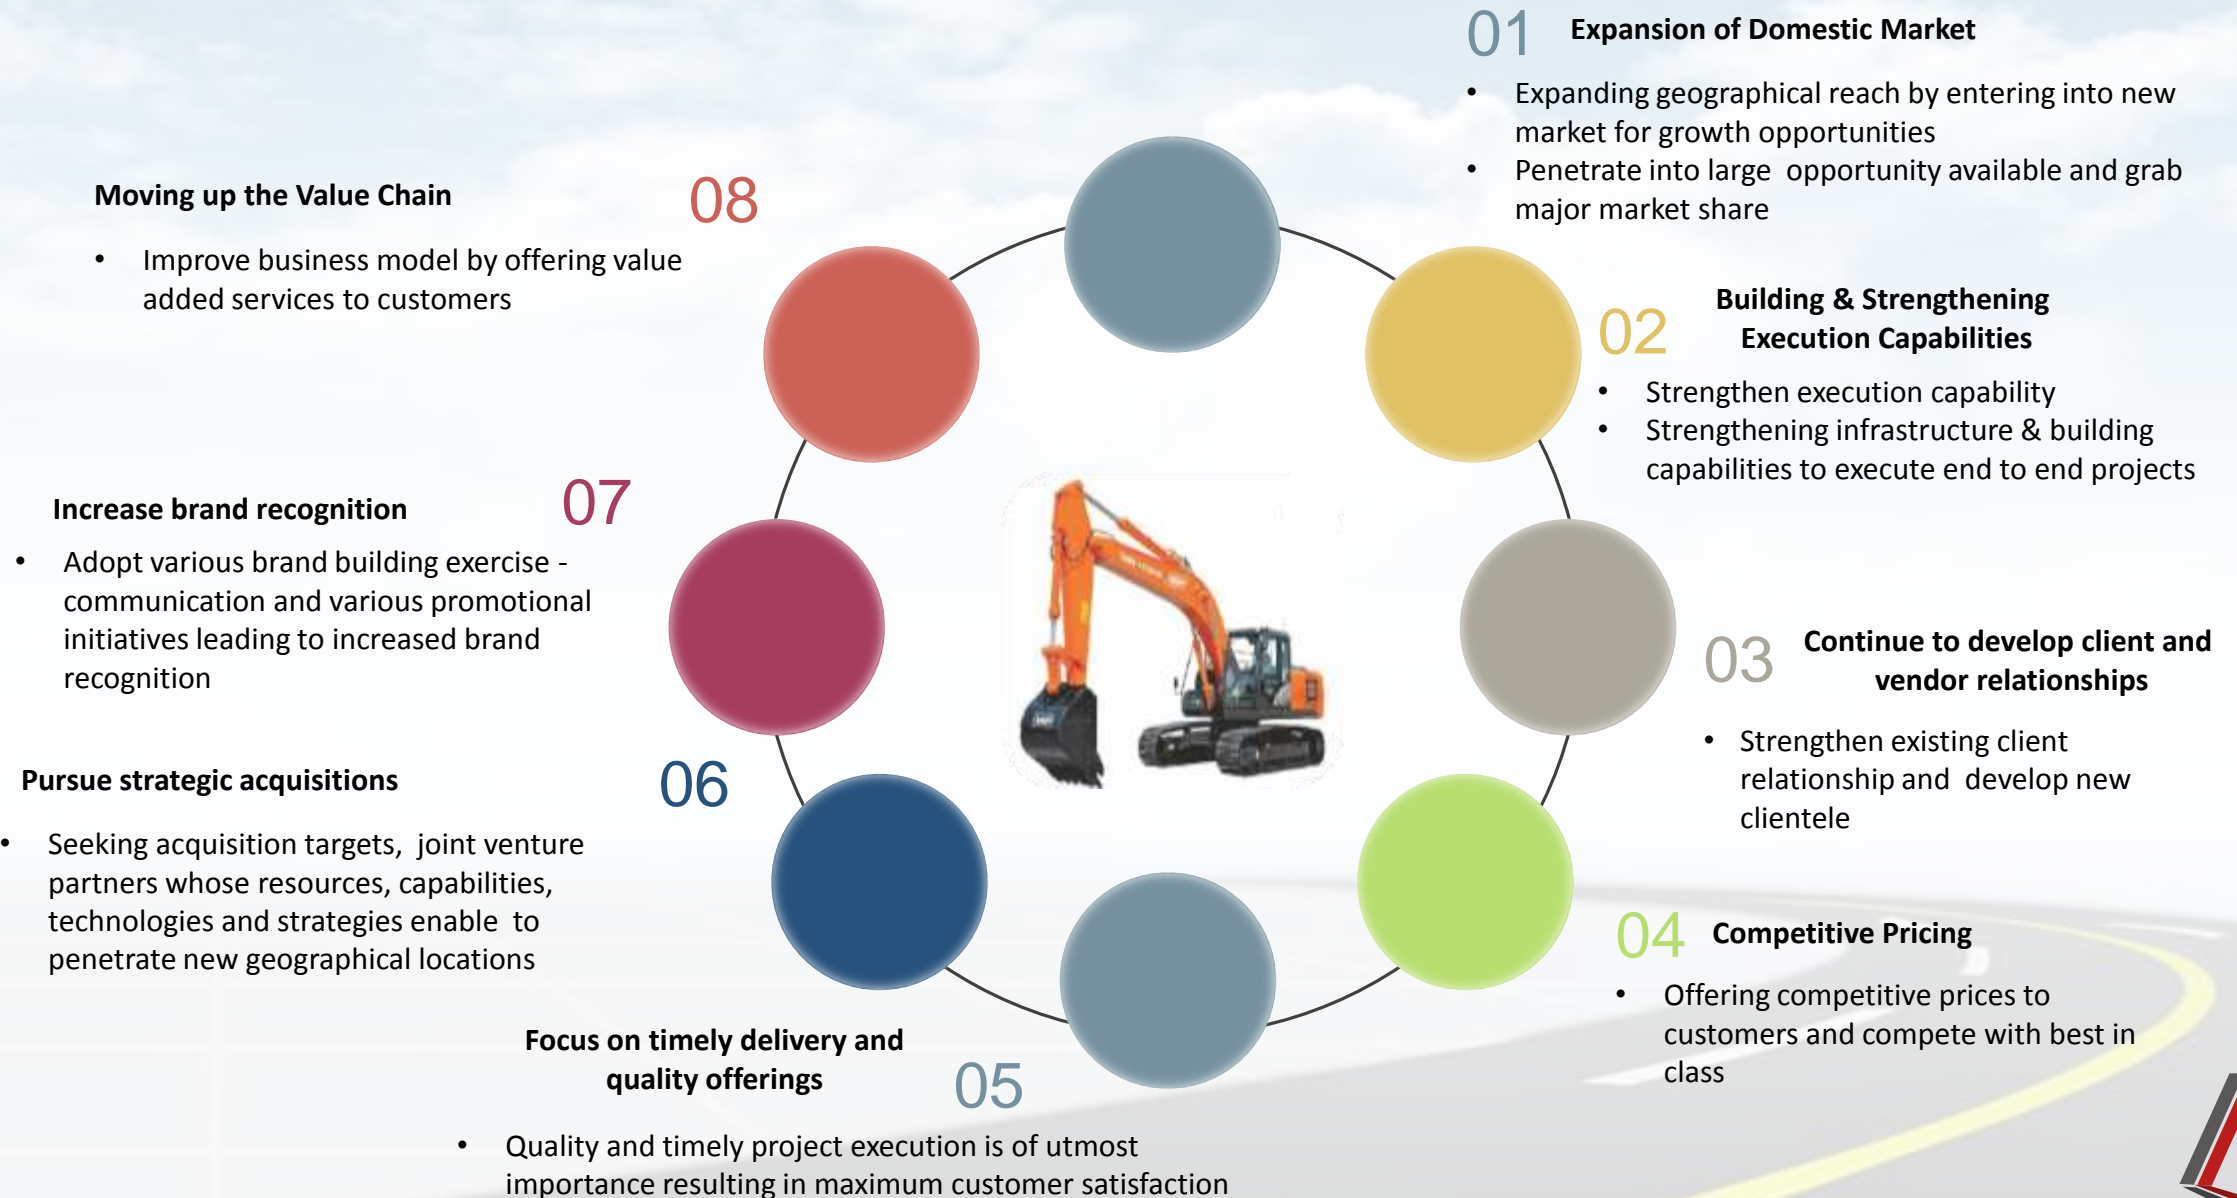 01 Expansion of Domestic Market
• Expanding geographical reach by entering into new
market for growth opportunities
• Penetrate into large opportunity available and grab
major market share
02 Building & Strengthening
Execution Capabilities
• Strengthen execution capability
• Strengthening infrastructure & building
capabilities to execute end to end projects
03 Continue to develop client and
vendor relationships
• Strengthen existing client
relationship and develop new
clientele
04 Competitive Pricing
• Offering competitive prices to
customers and compete with best in
class
Focus on timely delivery and
quality offerings 05
• Quality and timely project execution is of utmost
importance resulting in maximum customer satisfaction
Pursue strategic acquisitions 06
• Seeking acquisition targets, joint venture
partners whose resources, capabilities,
technologies and strategies enable to
penetrate new geographical locations
Increase brand recognition 07
• Adopt various brand building exercise -
communication and various promotional
initiatives leading to increased brand
recognition
Moving up the Value Chain 08
• Improve business model by offering value
added services to customers